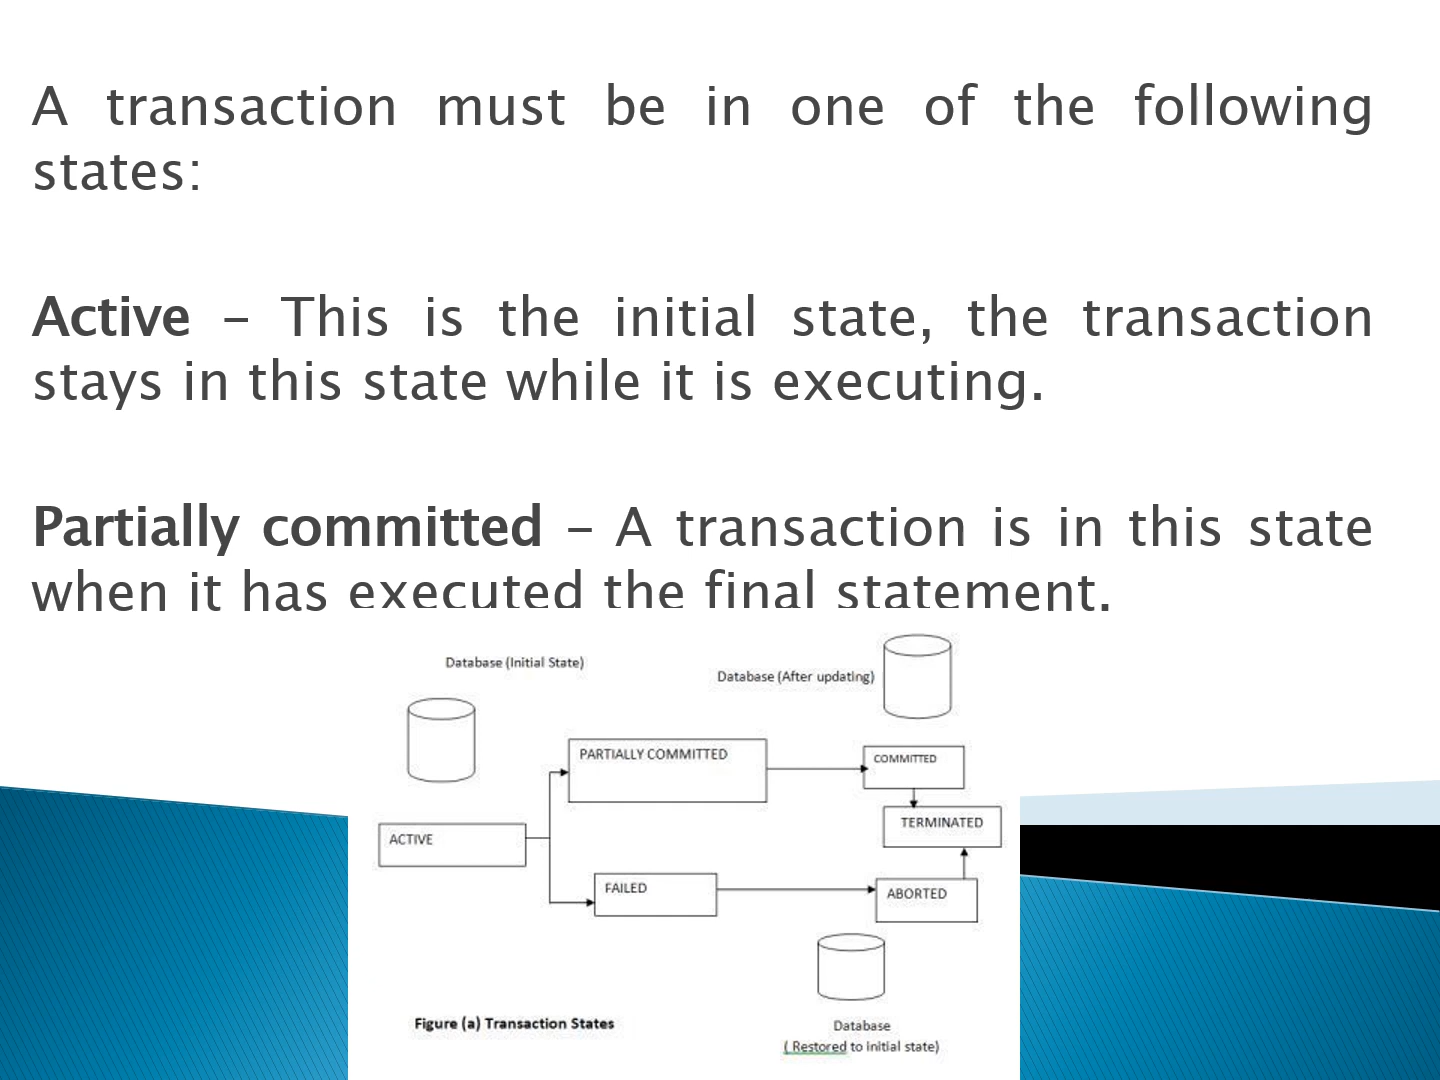 A transaction must be in one of the following
states:
Active – This is the initial state, the transaction
stays in this state while it is executing.
Partially committed – A transaction is in this state
when it has executed the final statement.
Database (Initial State)
Database (After updating)
PARTIALLY COMMITTED
COMMITTED
TERMINATED
ACTIVE
FAILED
ABORTED
Figure (a) Transaction States
Database
( Restored to initial state)